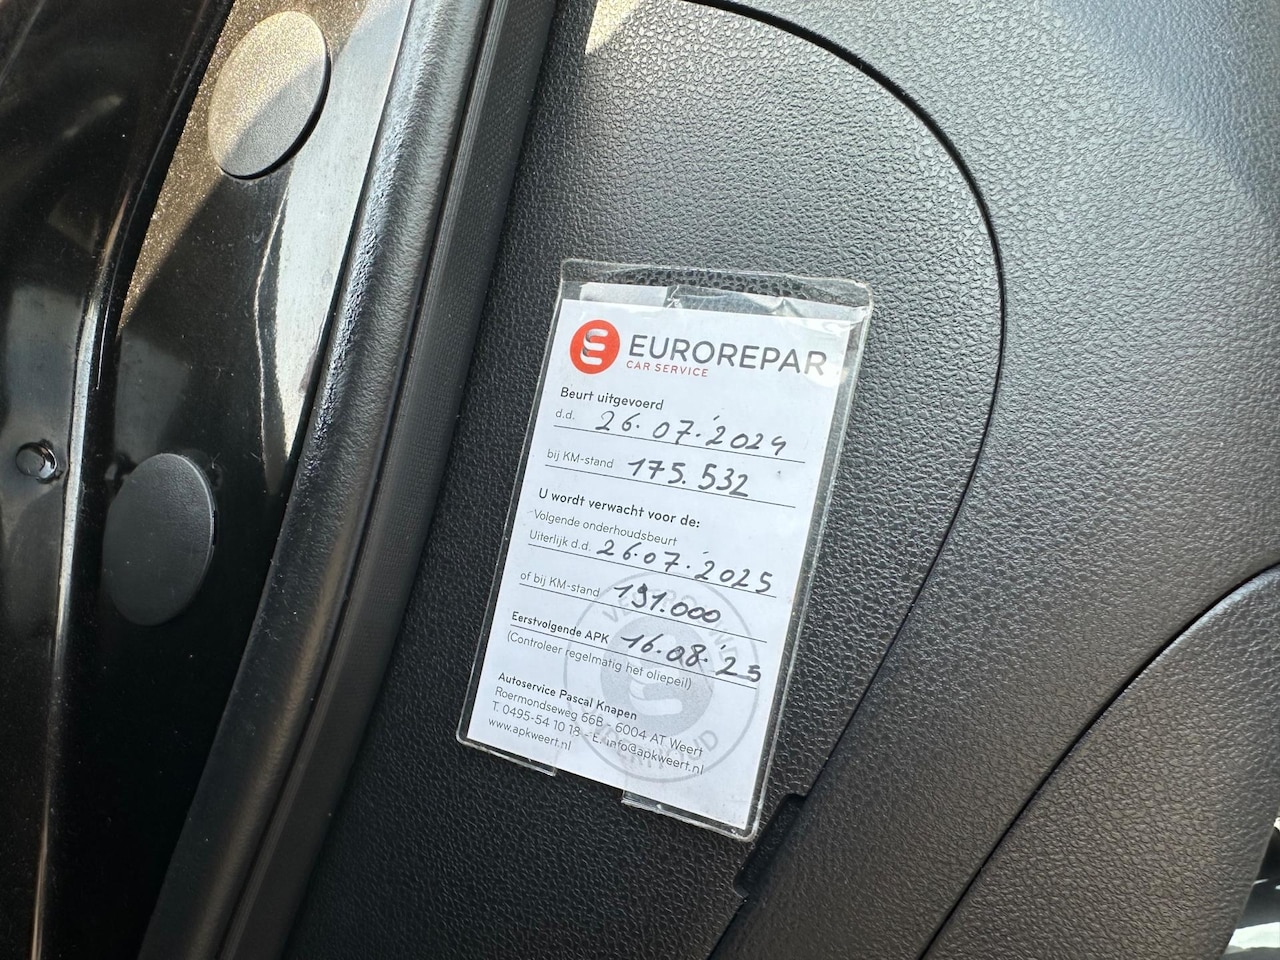 EUROREPAR
CAR SERVICE
Beurt uitgevoerd
d.d. 26.07.'2024
bij KM-stand 175.532
U wordt verwacht voor de:
Volgende onderhoudsbeurt
Uiterlijk d.d. 26.07.'2025
of bij KM-stand 191.000
Eerstvolgende APK 16.08.'25
(Controleer regelmatig het oliepeil)
Autoservice Pascal Knapen
Roermondseweg 66B - 6004 AT Weert
T. 0495-54 10 18 - E. info@apkweert.nl
www.apkweert.nl